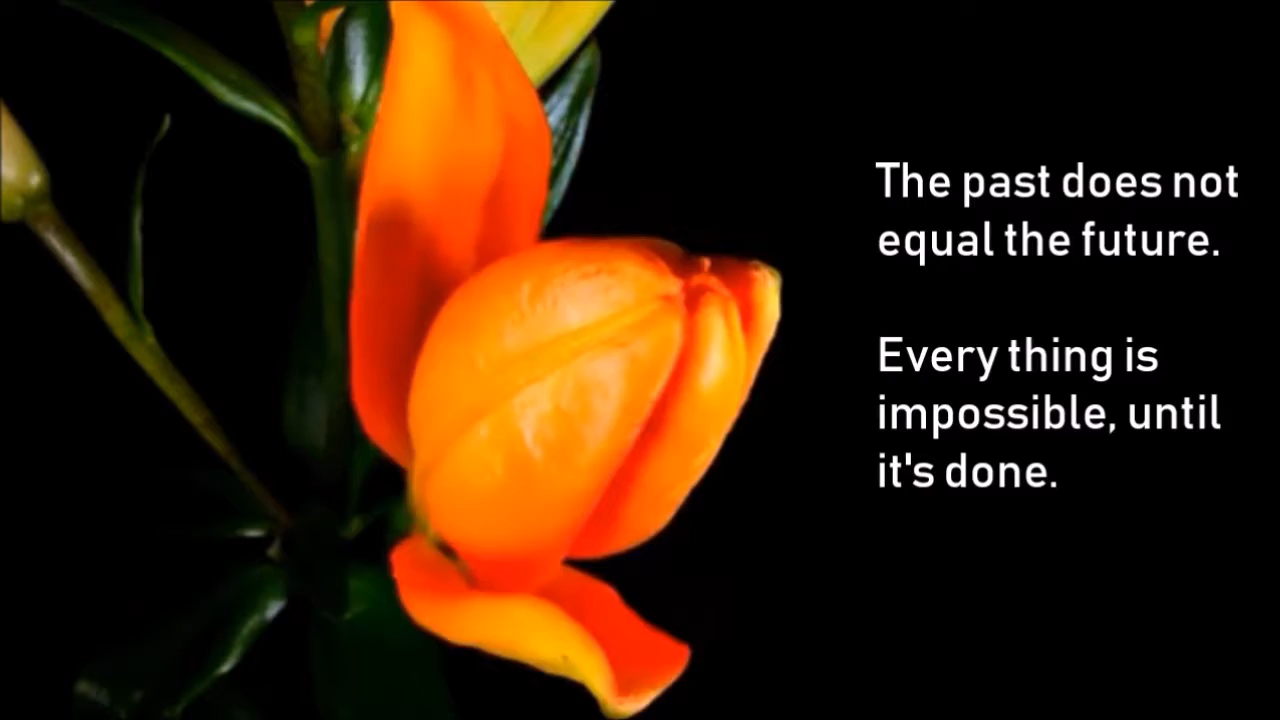 The past does not
equal the future.
Every thing is
impossible, until
it's done.